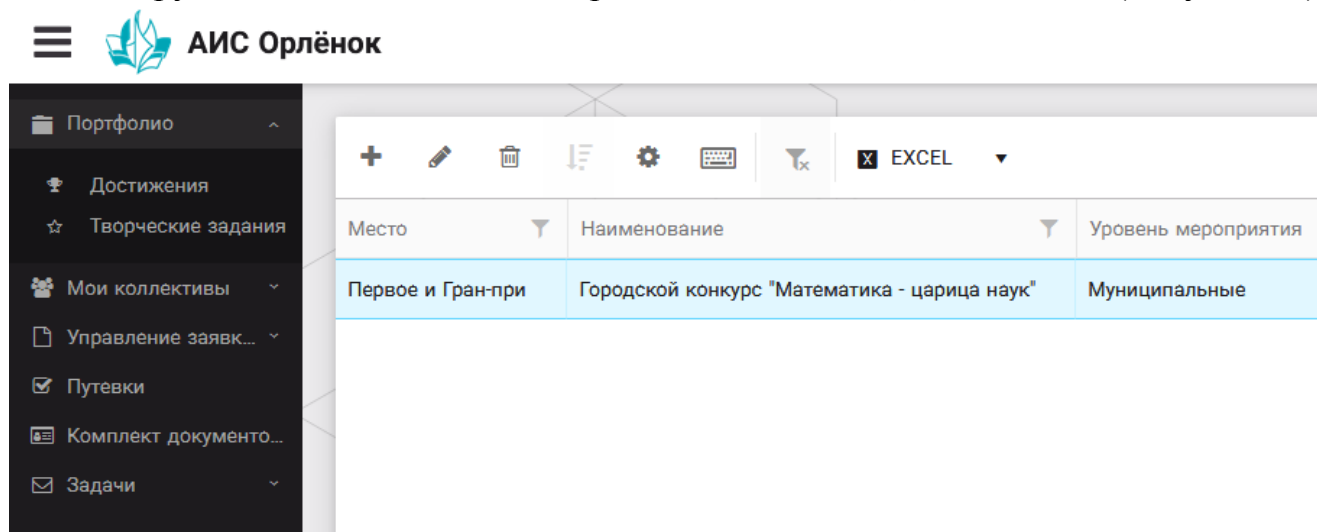 АИС Орлёнок
Портфолио
Достижения
Творческие задания
Мои коллективы
Управление заявк...
Путевки
Комплект документо...
Задачи
EXCEL
Место Наименование Уровень мероприятия
Первое и Гран-при Городской конкурс "Математика - царица наук" Муниципальные